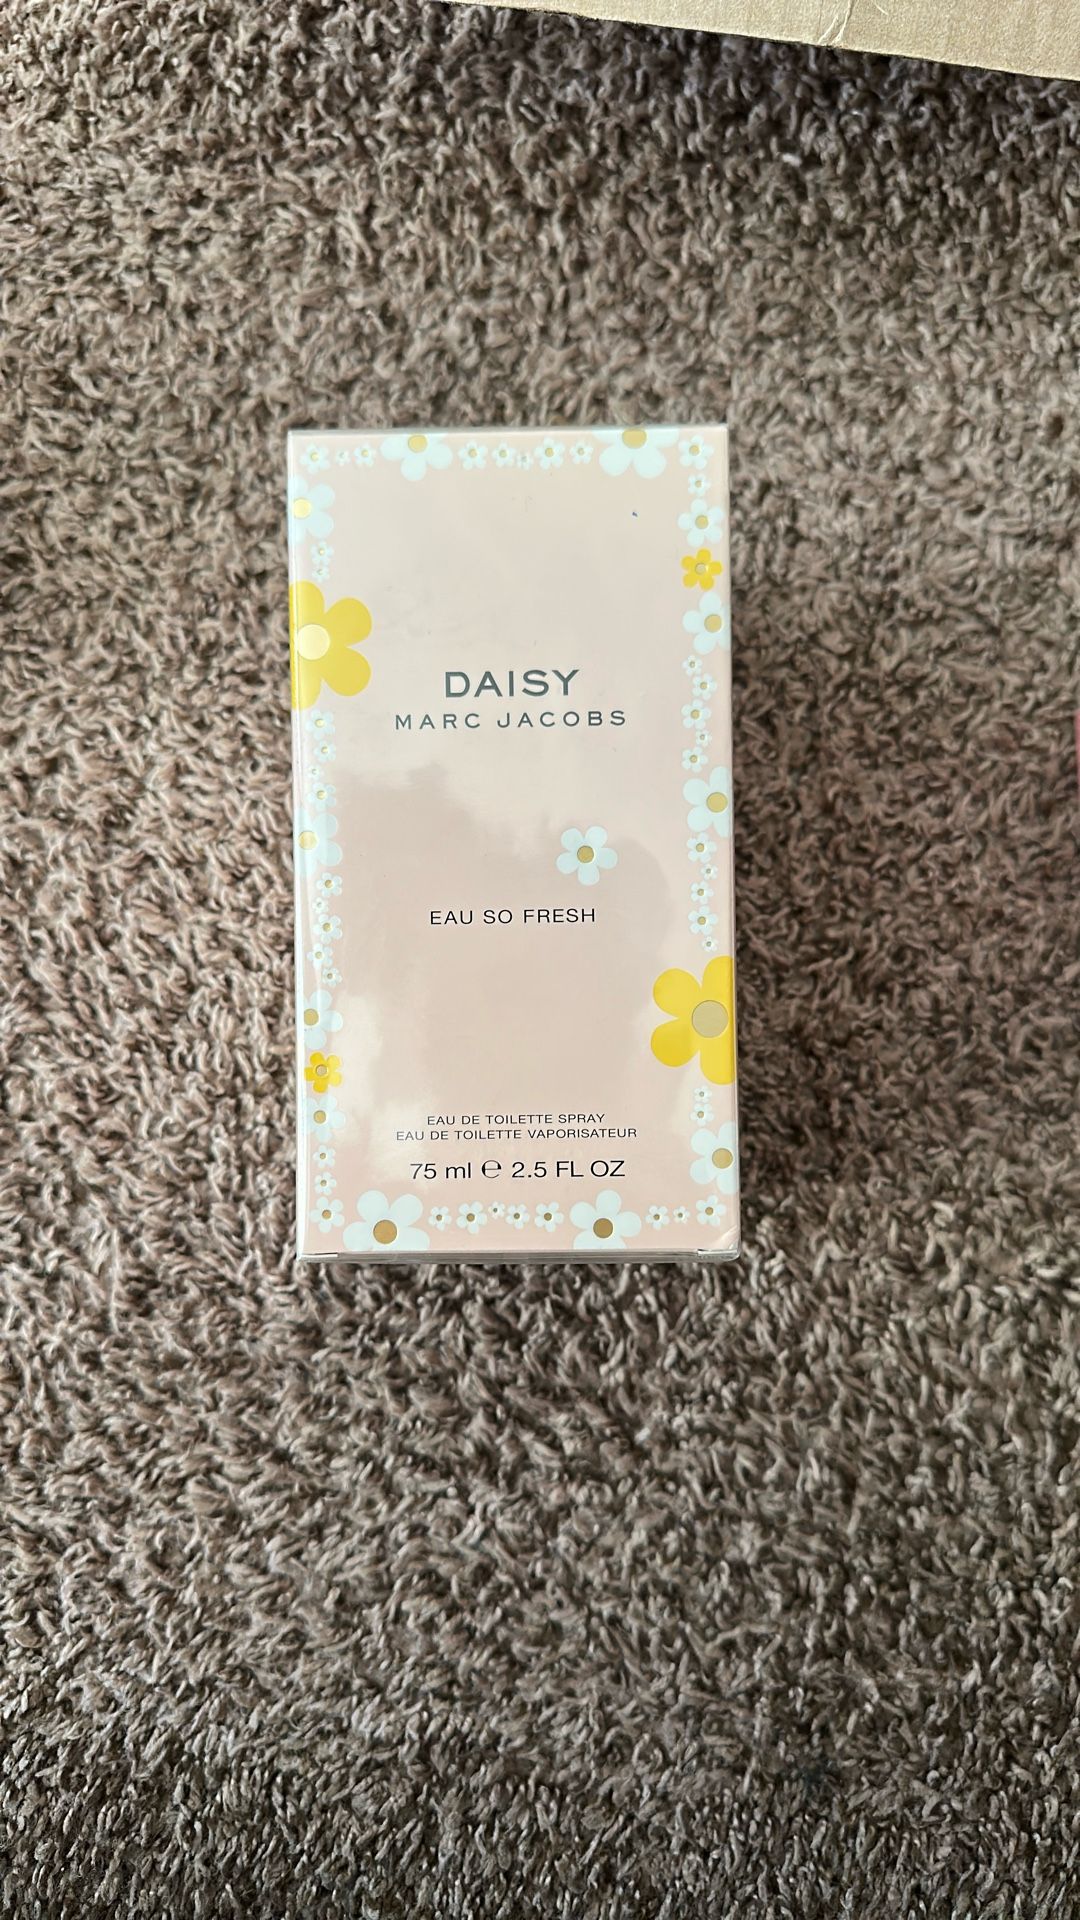 DAISY
MARC JACOBS
EAU SO FRESH
EAU DE TOILETTE SPRAY
EAU DE TOILETTE VAPORISATEUR
75 ml ℮ 2.5 FL OZ